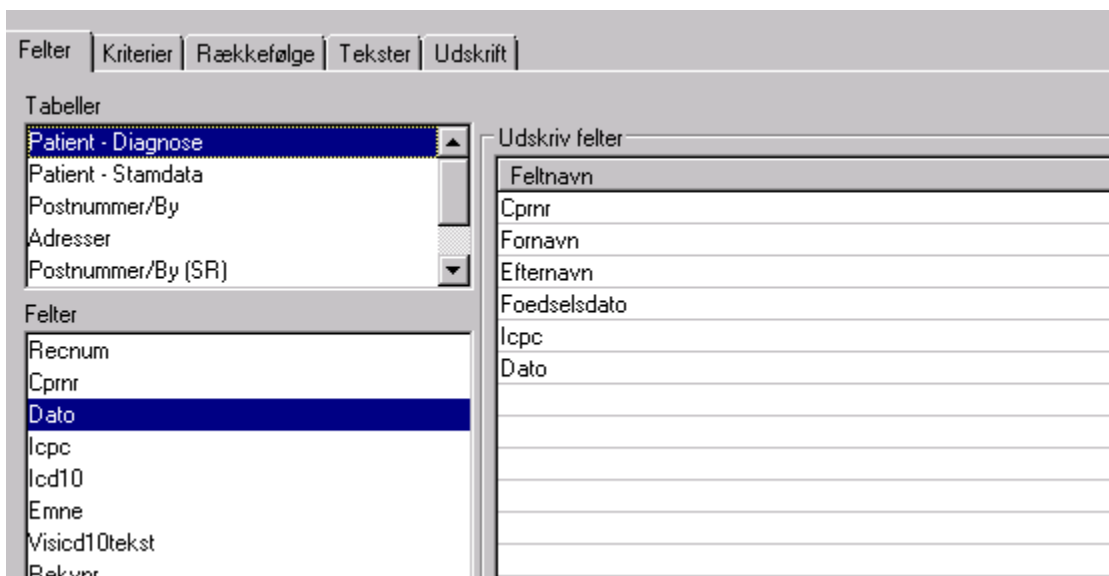 Felter Kriterier Rækkefølge Tekster Udskrift
Tabeller
Patient - Diagnose
Patient - Stamdata
Postnummer/By
Adresser
Postnummer/By (SR)
Felter
Recnum
Cprnr
Dato
Icpc
Icd10
Emne
Visicd10tekst
Udskriv felter
Feltnavn
Cprnr
Fornavn
Efternavn
Foedselsdato
Icpc
Dato